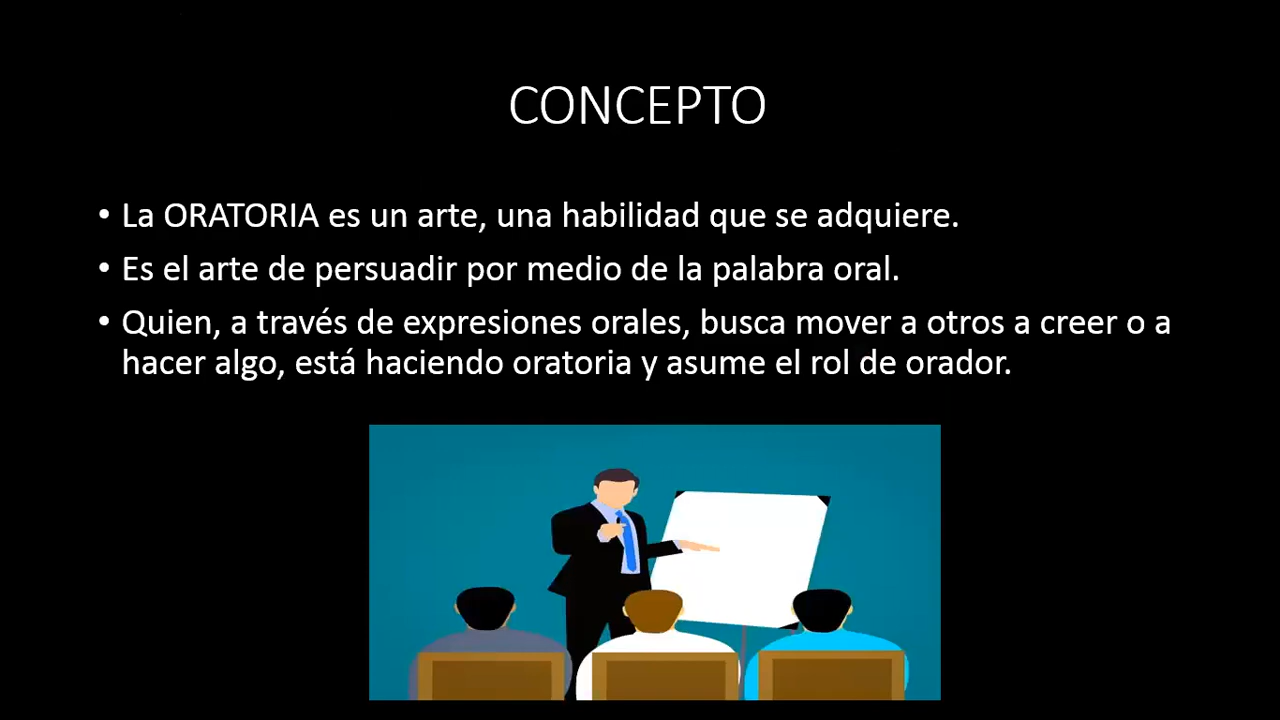 CONCEPTO
• La ORATORIA es un arte, una habilidad que se adquiere.
• Es el arte de persuadir por medio de la palabra oral.
• Quien, a través de expresiones orales, busca mover a otros a creer o a
hacer algo, está haciendo oratoria y asume el rol de orador.